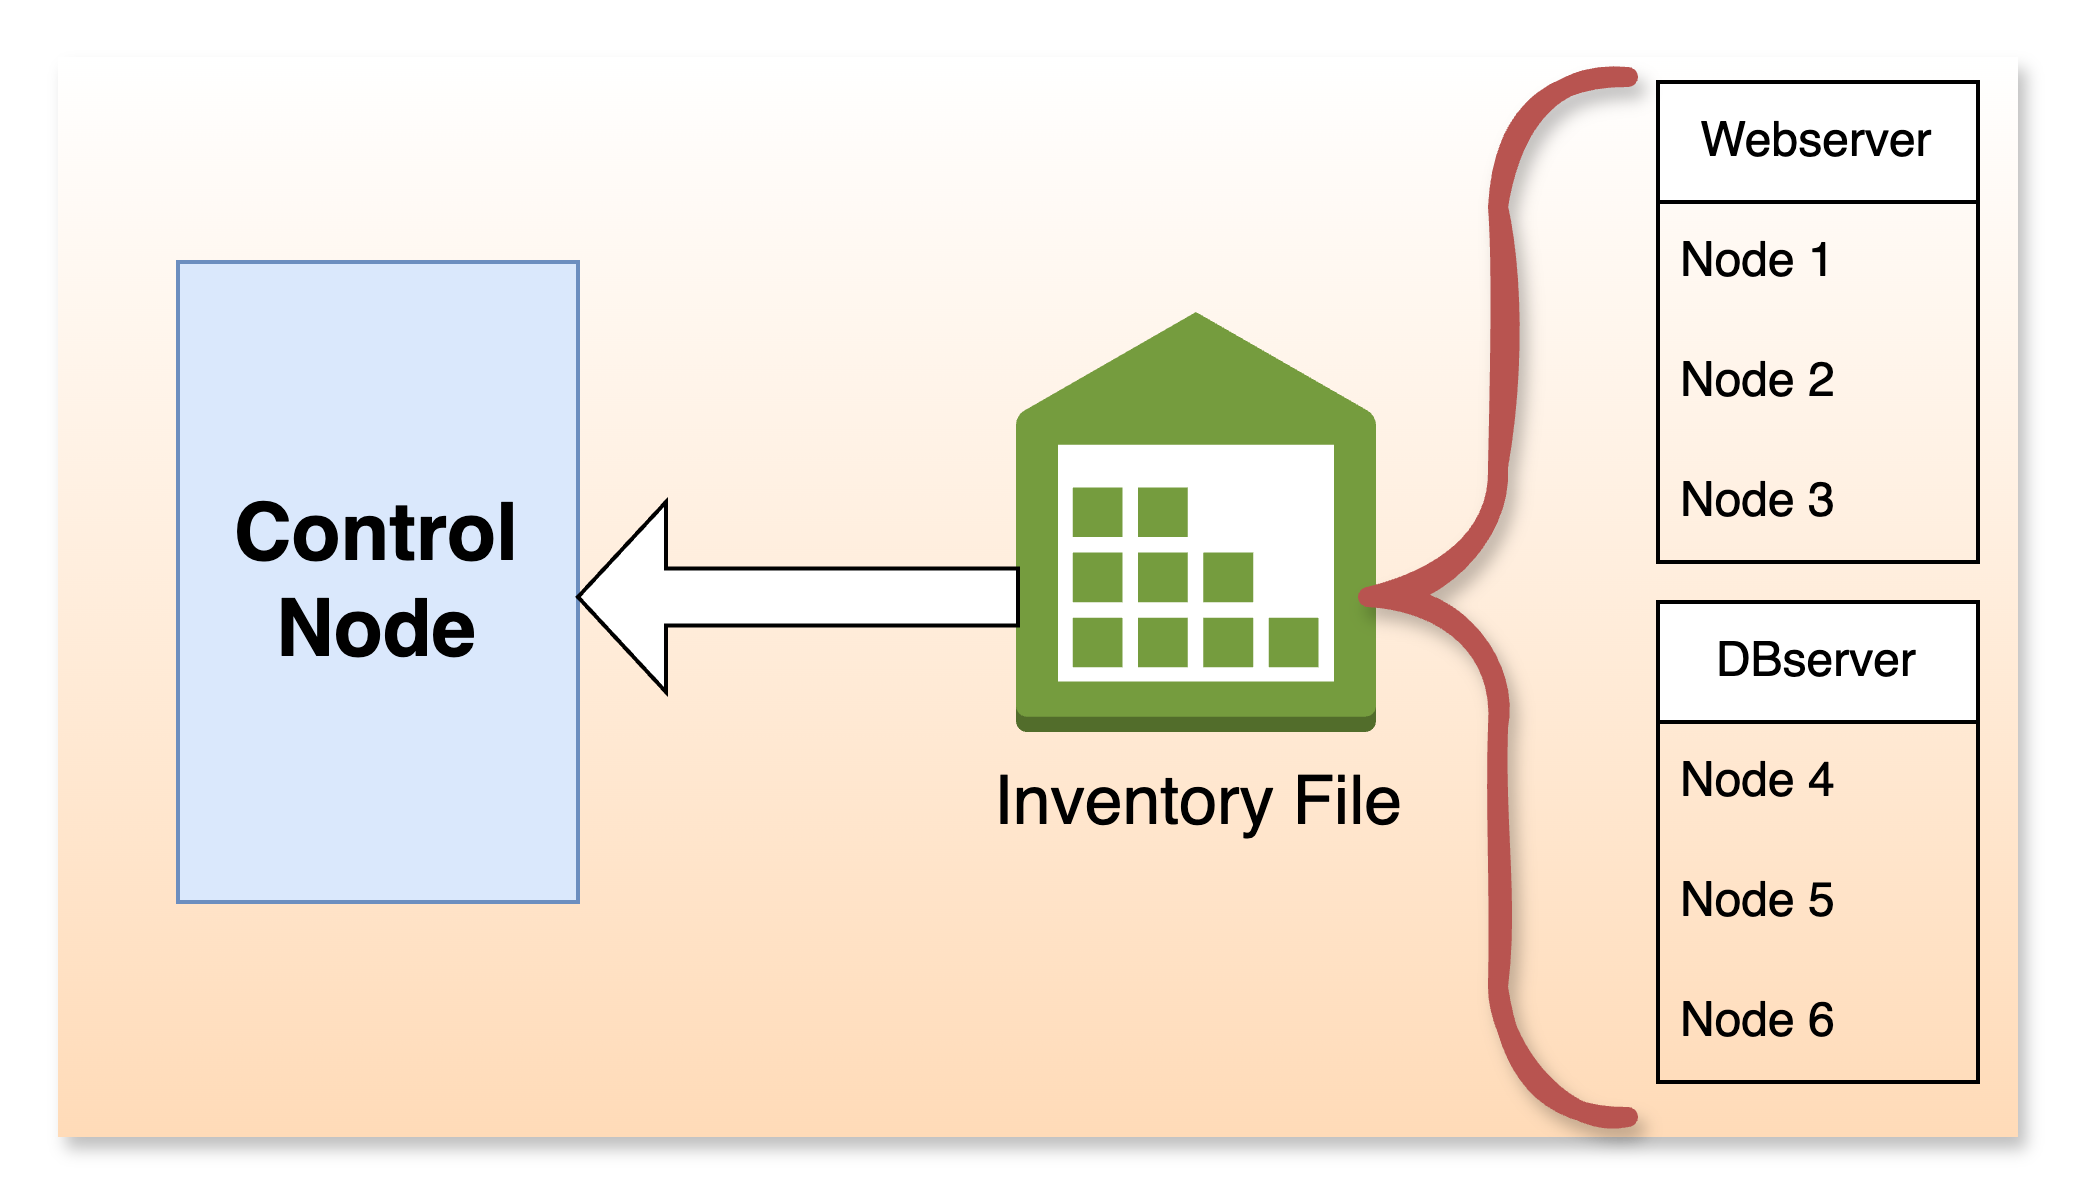 Control
Node
Inventory File
Webserver
Node 1
Node 2
Node 3
DBserver
Node 4
Node 5
Node 6